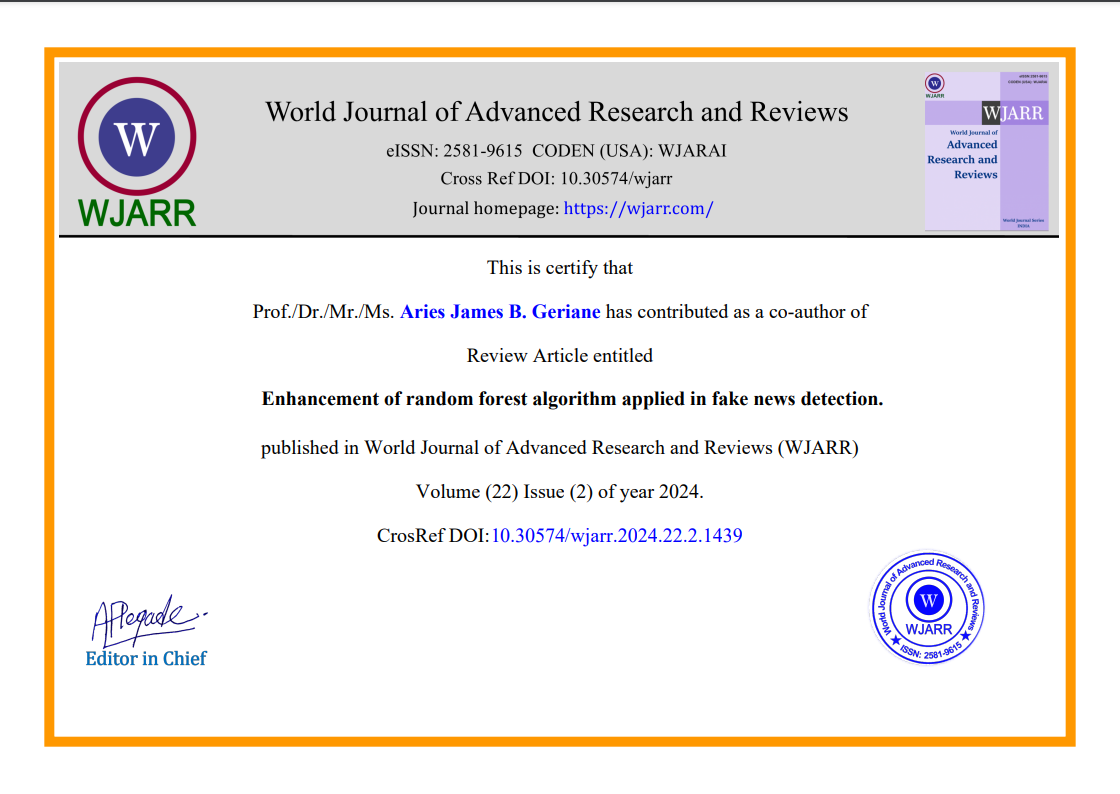 W
WJARR
World Journal of Advanced Research and Reviews
eISSN: 2581-9615 CODEN (USA): WJARAI
Cross Ref DOI: 10.30574/wjarr
Journal homepage: https://wjarr.com/
W
WJARR
eISSN: 2581-9615
CODEN (USA): WJARAI
WJARR
World Journal of
Advanced
Research and
Reviews
World Journal Series
INDIA
This is certify that
Prof./Dr./Mr./Ms. Aries James B. Geriane has contributed as a co-author of
Review Article entitled
Enhancement of random forest algorithm applied in fake news detection.
published in World Journal of Advanced Research and Reviews (WJARR)
Volume (22) Issue (2) of year 2024.
CrosRef DOI:10.30574/wjarr.2024.22.2.1439
Editor in Chief
World Journal of Advanced Research and Reviews
W
WJARR
★ ISSN: 2581-9615 ★